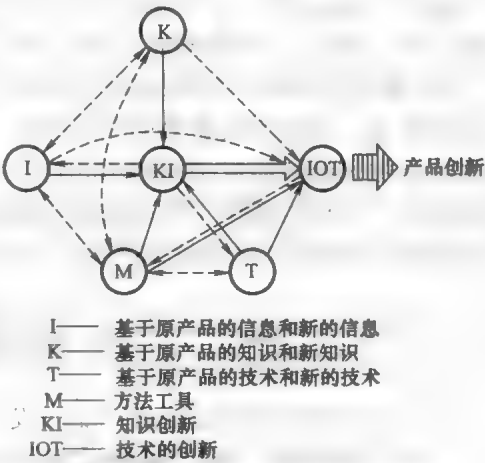 K
I
KI
IOT
产品创新
M
T
I—— 基于原产品的信息和新的信息
K—— 基于原产品的知识和新知识
T—— 基于原产品的技术和新的技术
M—— 方法工具
KI—— 知识创新
IOT—— 技术的创新